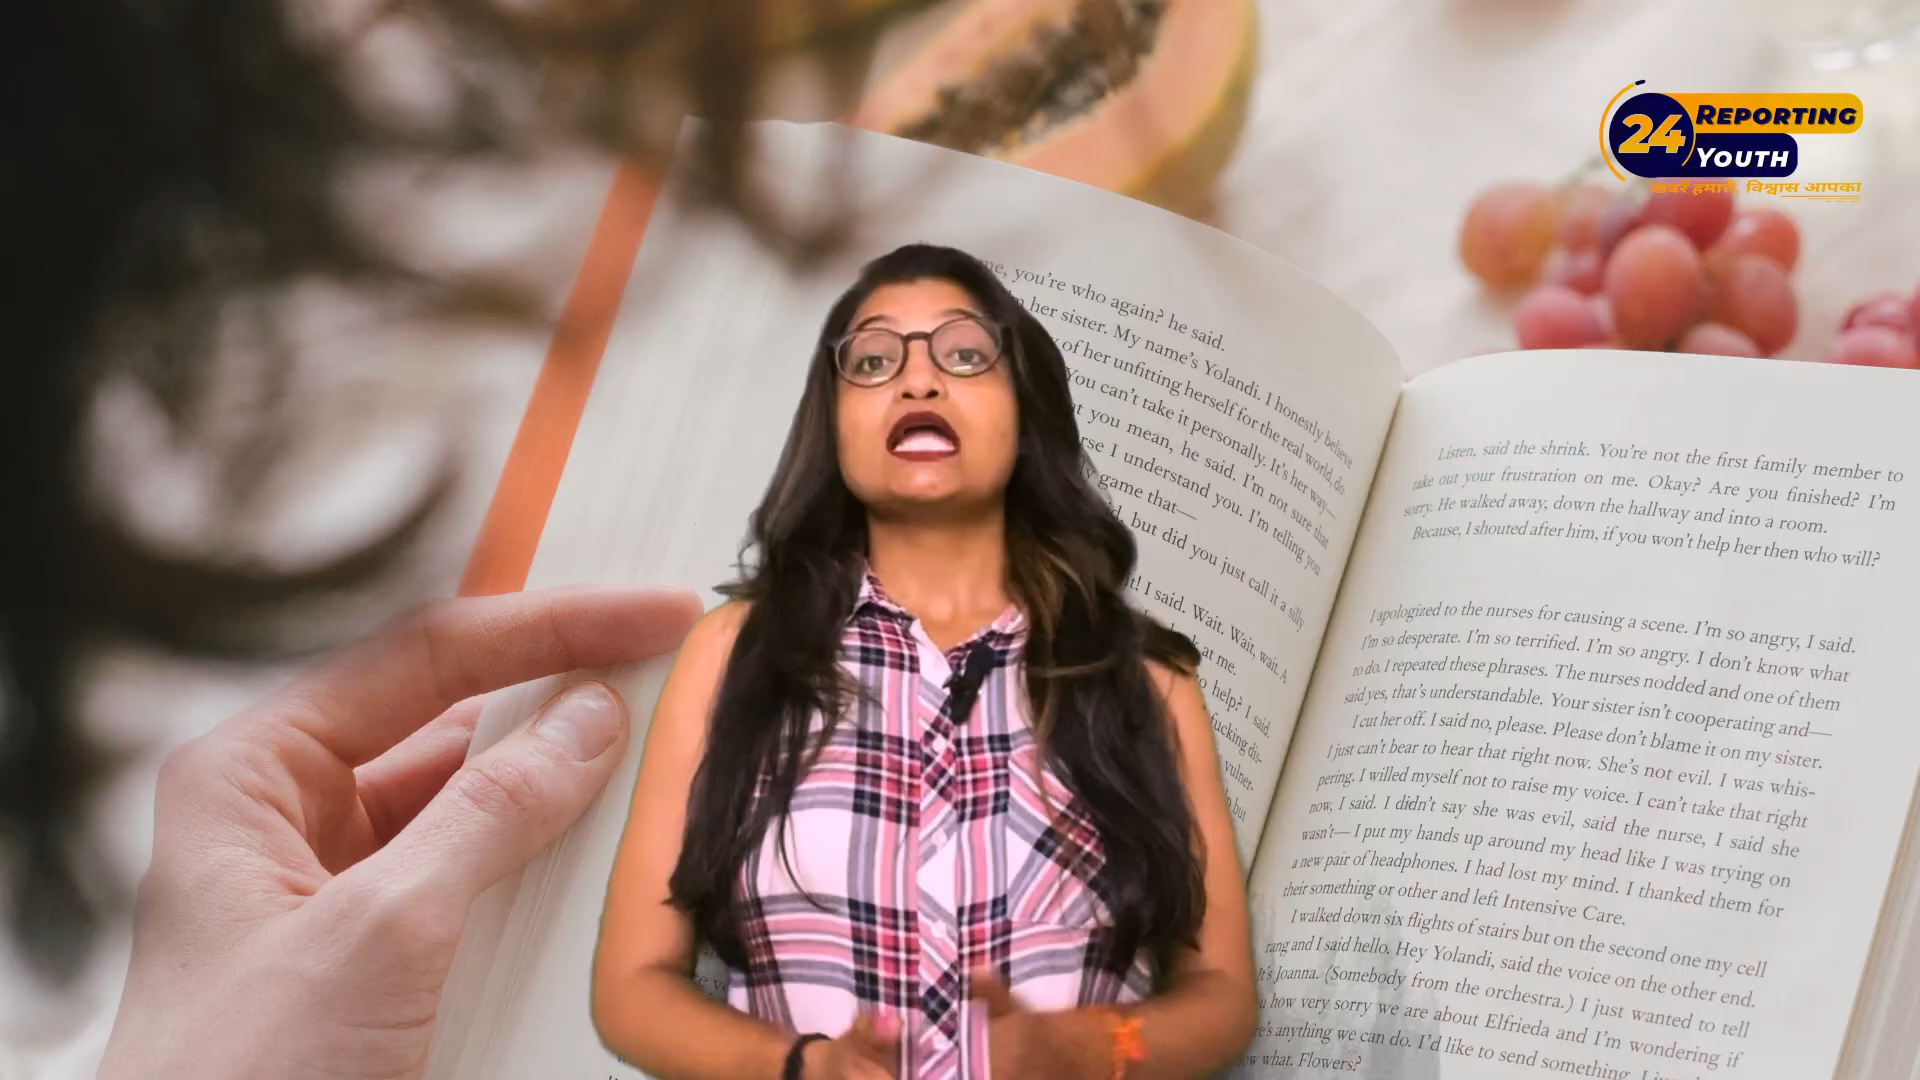 24 REPORTING
YOUTH
खबरें हमारी, विश्वास आपका
me, you're who again? he said.
her sister. My name's Yolandi. I honestly believe
of her unfitting herself for the real world, do
You can't take it personally. It's her way—
at you mean, he said. I'm not sure that
rse I understand you. I'm telling you
game that—
but did you just call it a silly
it! I said. Wait. Wait, wait. A
at me.
to help? I said.
fucking dis-
vulner-
but
Listen, said the shrink. You're not the first family member to
take out your frustration on me. Okay? Are you finished? I'm
sorry. He walked away, down the hallway and into a room.
Because, I shouted after him, if you won't help her then who will?
I apologized to the nurses for causing a scene. I'm so angry, I said.
I'm so desperate. I'm so terrified. I'm so angry. I don't know what
to do. I repeated these phrases. The nurses nodded and one of them
said yes, that's understandable. Your sister isn't cooperating and—
I cut her off. I said no, please. Please don't blame it on my sister.
I just can't bear to hear that right now. She's not evil. I was whis-
pering. I willed myself not to raise my voice. I can't take that right
now, I said. I didn't say she was evil, said the nurse, I said she
wasn't— I put my hands up around my head like I was trying on
a new pair of headphones. I had lost my mind. I thanked them for
their something or other and left Intensive Care.
I walked down six flights of stairs but on the second one my cell
rang and I said hello. Hey Yolandi, said the voice on the other end.
It's Joanna. (Somebody from the orchestra.) I just wanted to tell
how very sorry we are about Elfrieda and I'm wondering if
e's anything we can do. I'd like to send something.
ow what. Flowers?